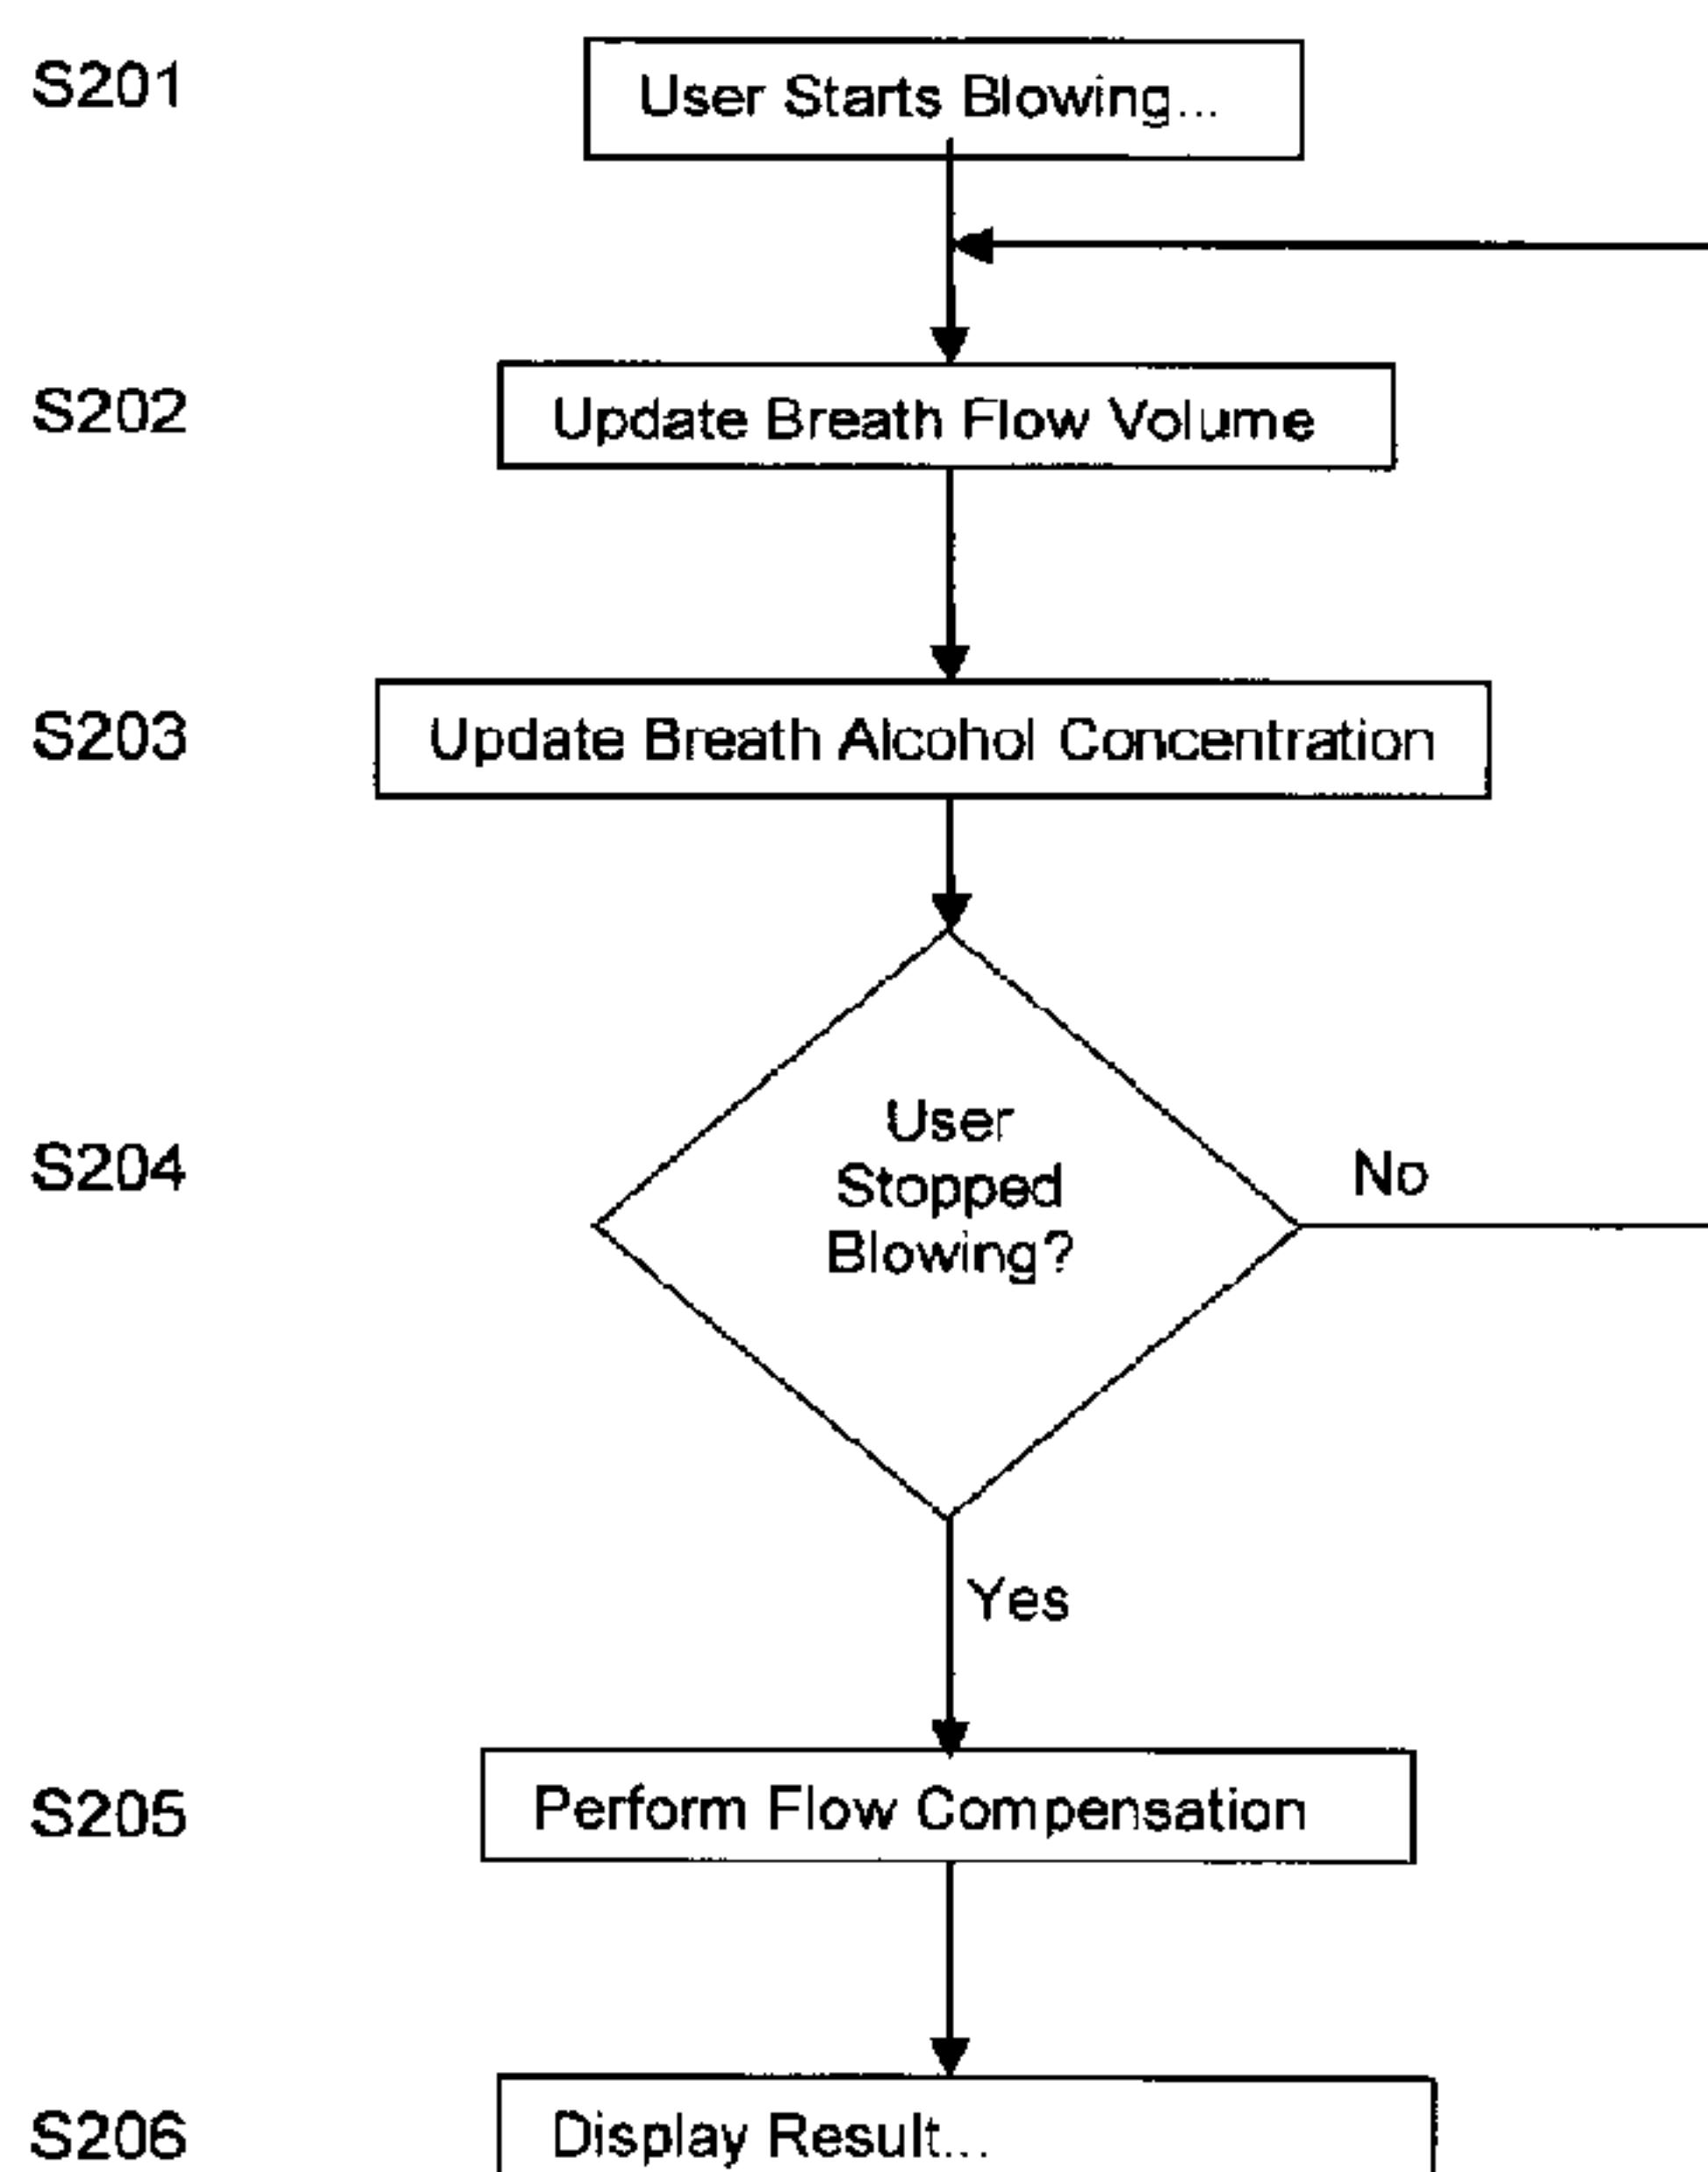 S201
User Starts Blowing...
S202
Update Breath Flow Volume
S203
Update Breath Alcohol Concentration
S204
User
Stopped
Blowing?
No
Yes
S205
Perform Flow Compensation
S206
Display Result...